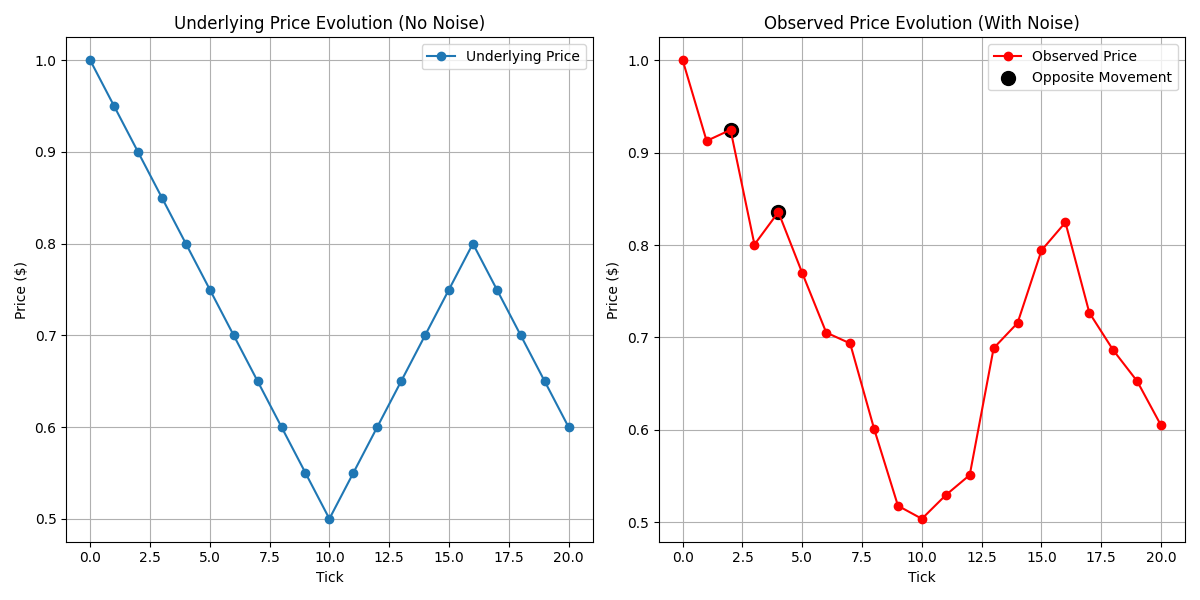 Underlying Price Evolution (No Noise)
Underlying Price
1.0
0.9
0.8
0.7
0.6
0.5
Price ($)
0.0 2.5 5.0 7.5 10.0 12.5 15.0 17.5 20.0
Tick
Observed Price Evolution (With Noise)
Observed Price
Opposite Movement
1.0
0.9
0.8
0.7
0.6
0.5
Price ($)
0.0 2.5 5.0 7.5 10.0 12.5 15.0 17.5 20.0
Tick